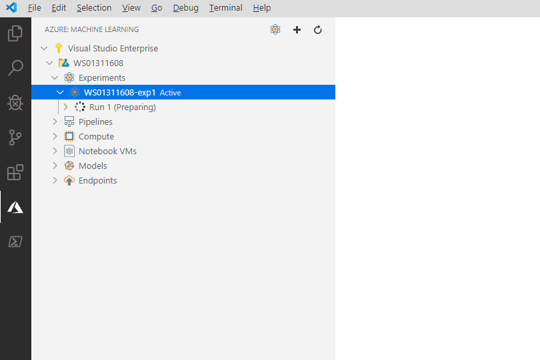 File Edit Selection View Go Debug Terminal Help
AZURE: MACHINE LEARNING
Visual Studio Enterprise
WS01311608
Experiments
WS01311608-exp1 Active
Run 1 (Preparing)
Pipelines
Compute
Notebook VMs
Models
Endpoints